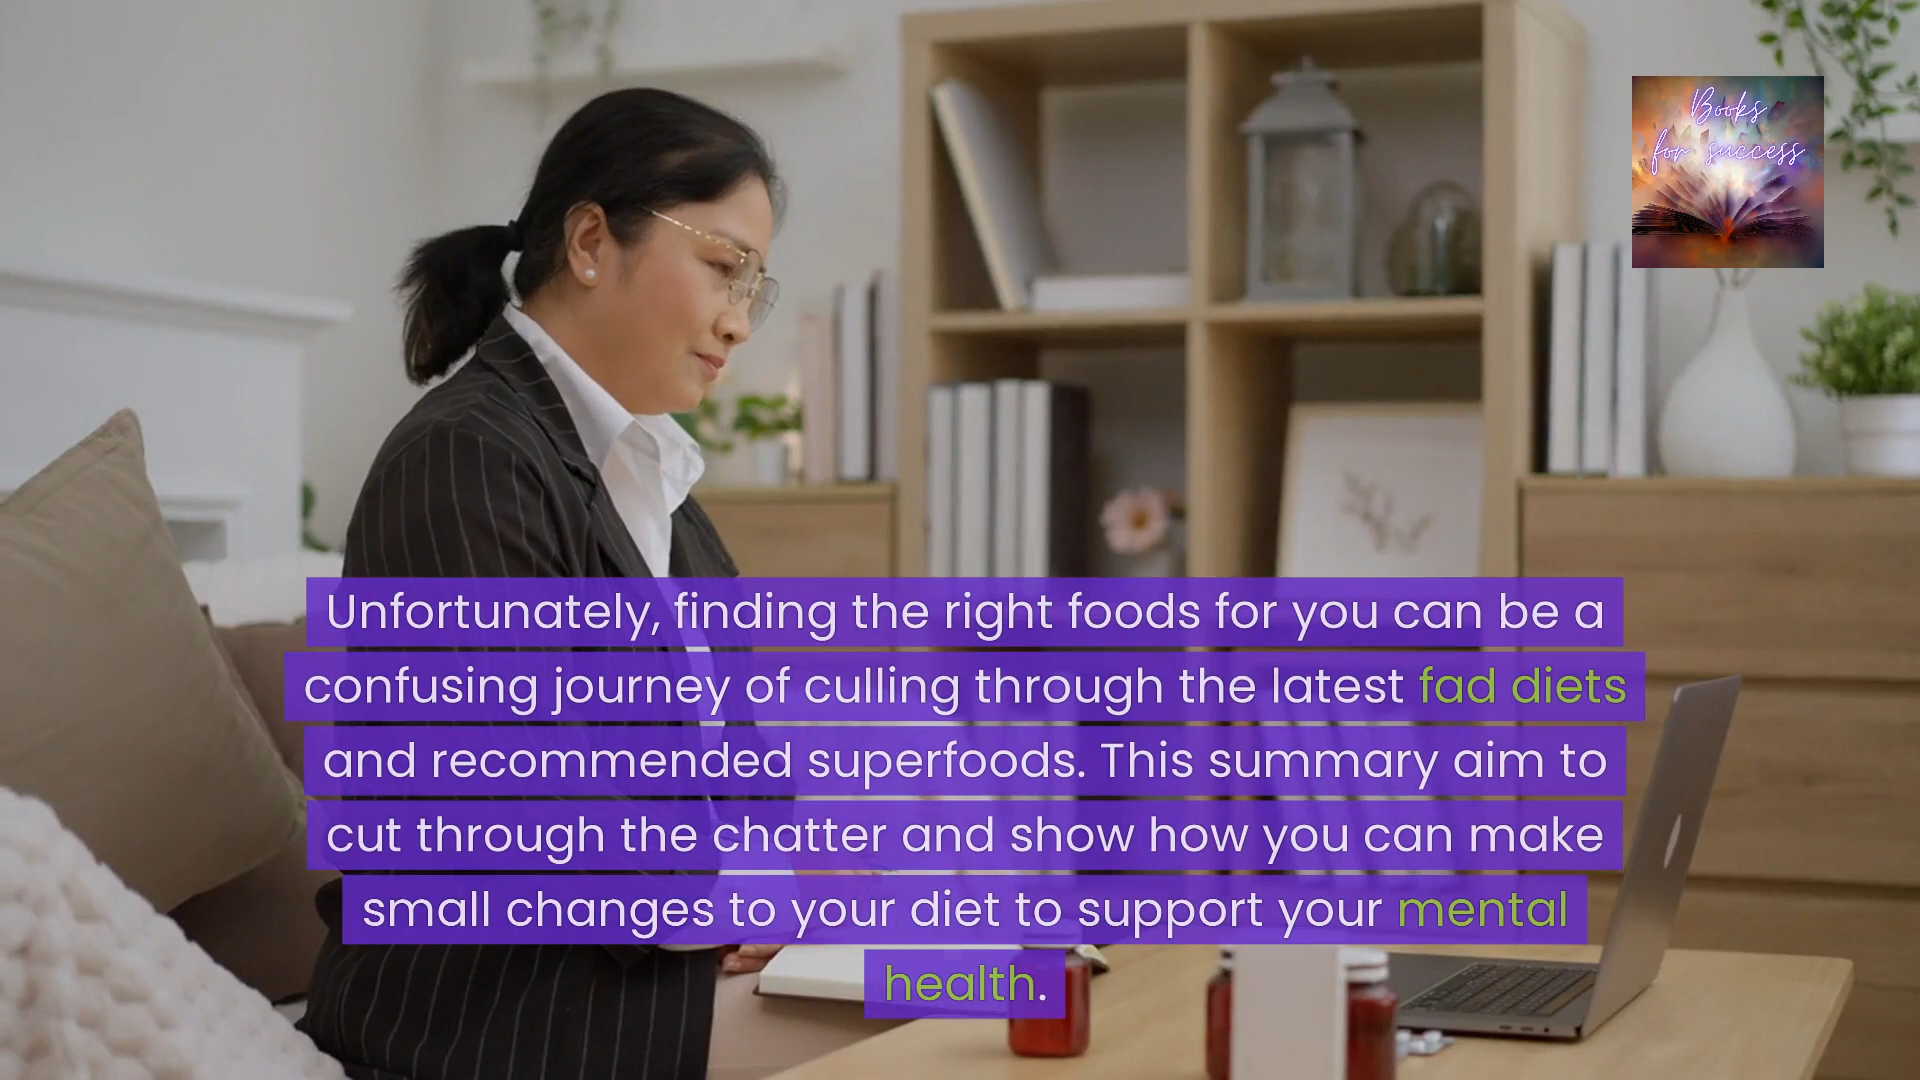 Books
for success
Unfortunately, finding the right foods for you can be a
confusing journey of culling through the latest fad diets
and recommended superfoods. This summary aim to
cut through the chatter and show how you can make
small changes to your diet to support your mental
health.